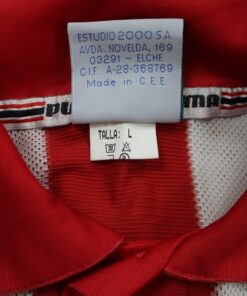 ESTUDIO 2000 S.A.
AVDA. NOVELDA, 169
03291 - ELCHE
C.I.F. A-28-368769
Made in C.E.E.
TALLA: L